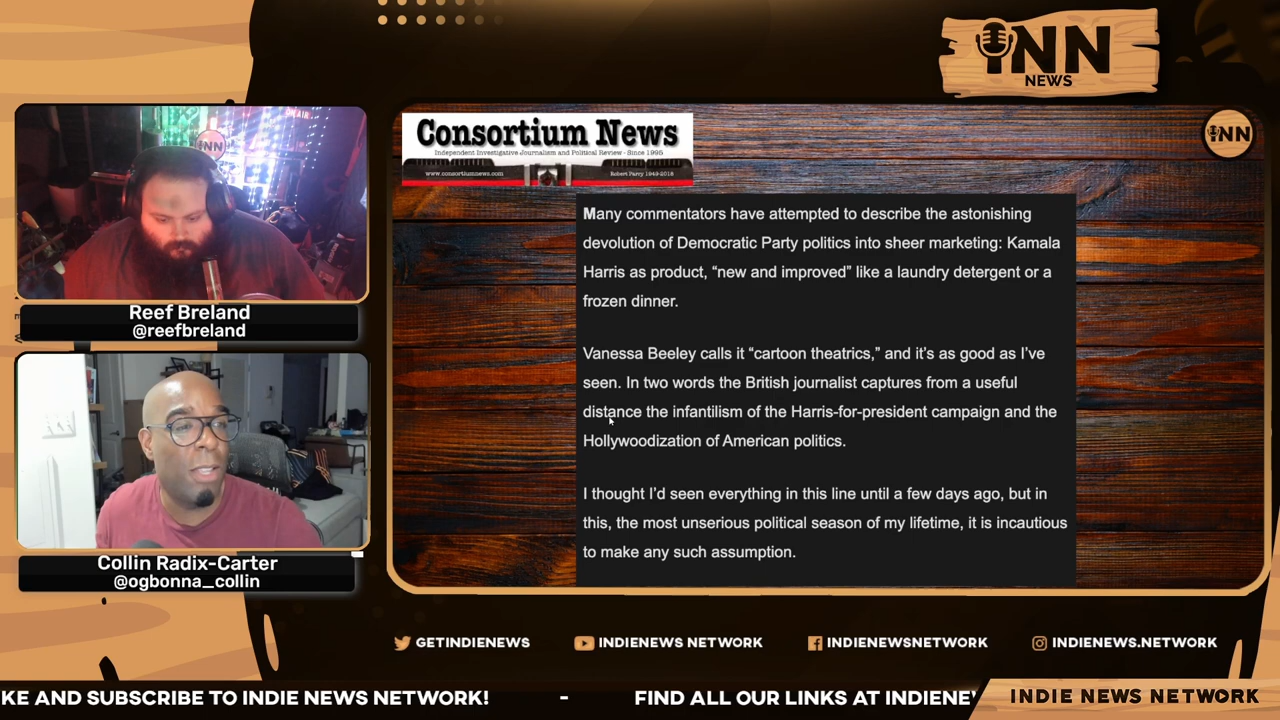 iNN
NEWS
iNN
Consortium News
Independent Investigative Journalism and Political Review - Since 1995
www.consortiumnews.com
Robert Parry 1949-2018
iNN
Many commentators have attempted to describe the astonishing
devolution of Democratic Party politics into sheer marketing: Kamala
Harris as product, “new and improved” like a laundry detergent or a
frozen dinner.
Vanessa Beeley calls it “cartoon theatrics,” and it’s as good as I’ve
seen. In two words the British journalist captures from a useful
distance the infantilism of the Harris-for-president campaign and the
Hollywoodization of American politics.
I thought I’d seen everything in this line until a few days ago, but in
this, the most unserious political season of my lifetime, it is incautious
to make any such assumption.
Reef Breland
@reefbreland
Collin Radix-Carter
@ogbonna_collin
GETINDIENEWS
INDIENEWS NETWORK
INDIENEWSNETWORK
INDIENEWS.NETWORK
KE AND SUBSCRIBE TO INDIE NEWS NETWORK! - FIND ALL OUR LINKS AT INDIENEW
INDIE NEWS NETWORK